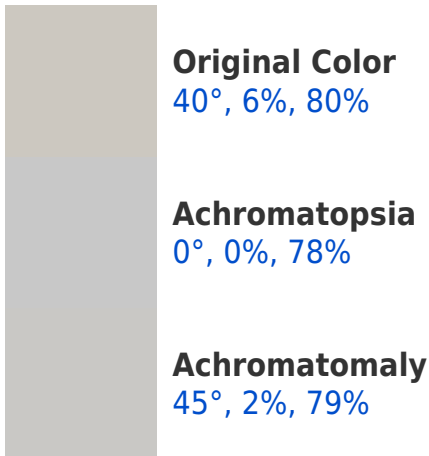 Original Color
40°, 6%, 80%
Achromatopsia
0°, 0%, 78%
Achromatomaly
45°, 2%, 79%